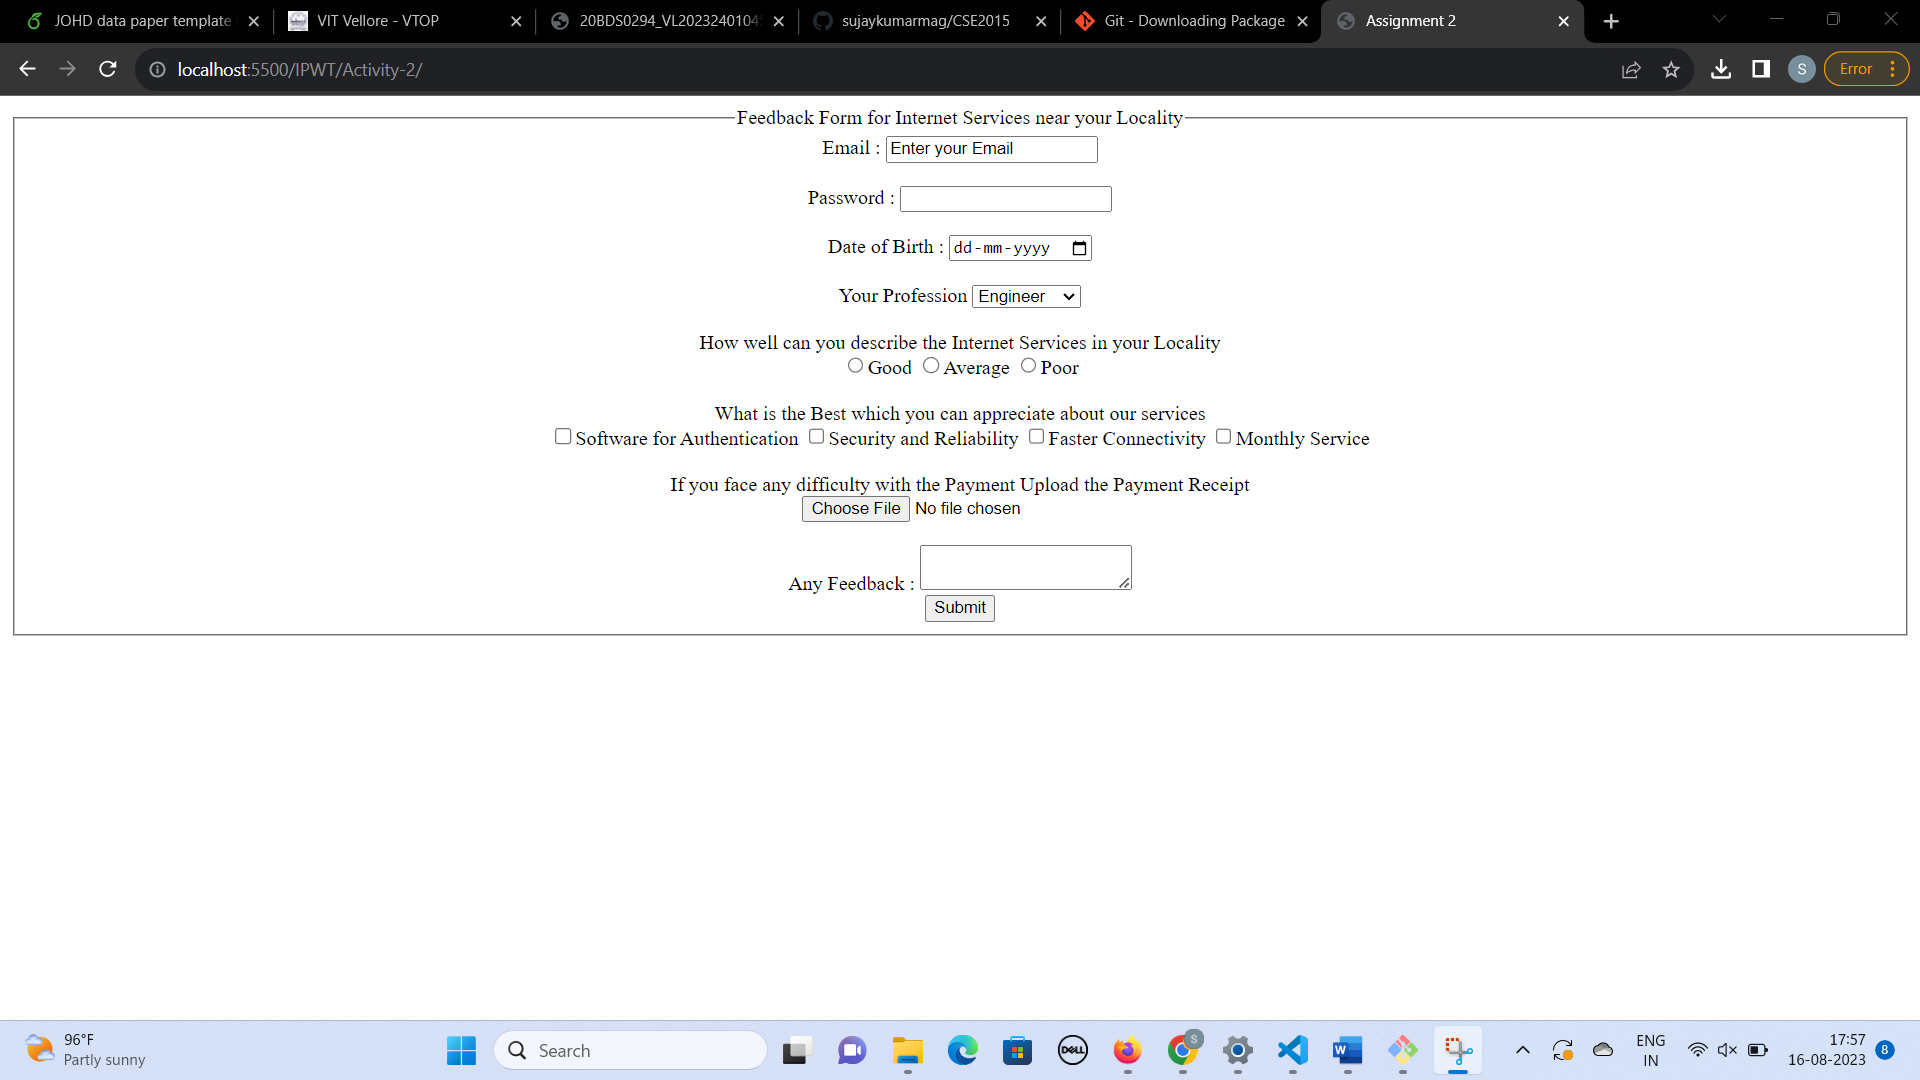 JOHD data paper template
VIT Vellore - VTOP
20BDS0294_VL2023240104
sujaykumarmag/CSE2015
Git - Downloading Package
Assignment 2
localhost:5500/IPWT/Activity-2/
S
Error
Feedback Form for Internet Services near your Locality
Email : Enter your Email
Password :
Date of Birth : dd-mm-yyyy
Your Profession Engineer
How well can you describe the Internet Services in your Locality
Good Average Poor
What is the Best which you can appreciate about our services
Software for Authentication Security and Reliability Faster Connectivity Monthly Service
If you face any difficulty with the Payment Upload the Payment Receipt
Choose File No file chosen
Any Feedback :
Submit
96°F
Partly sunny
Search
DELL
S
W
ENG
IN
17:57
16-08-2023
8